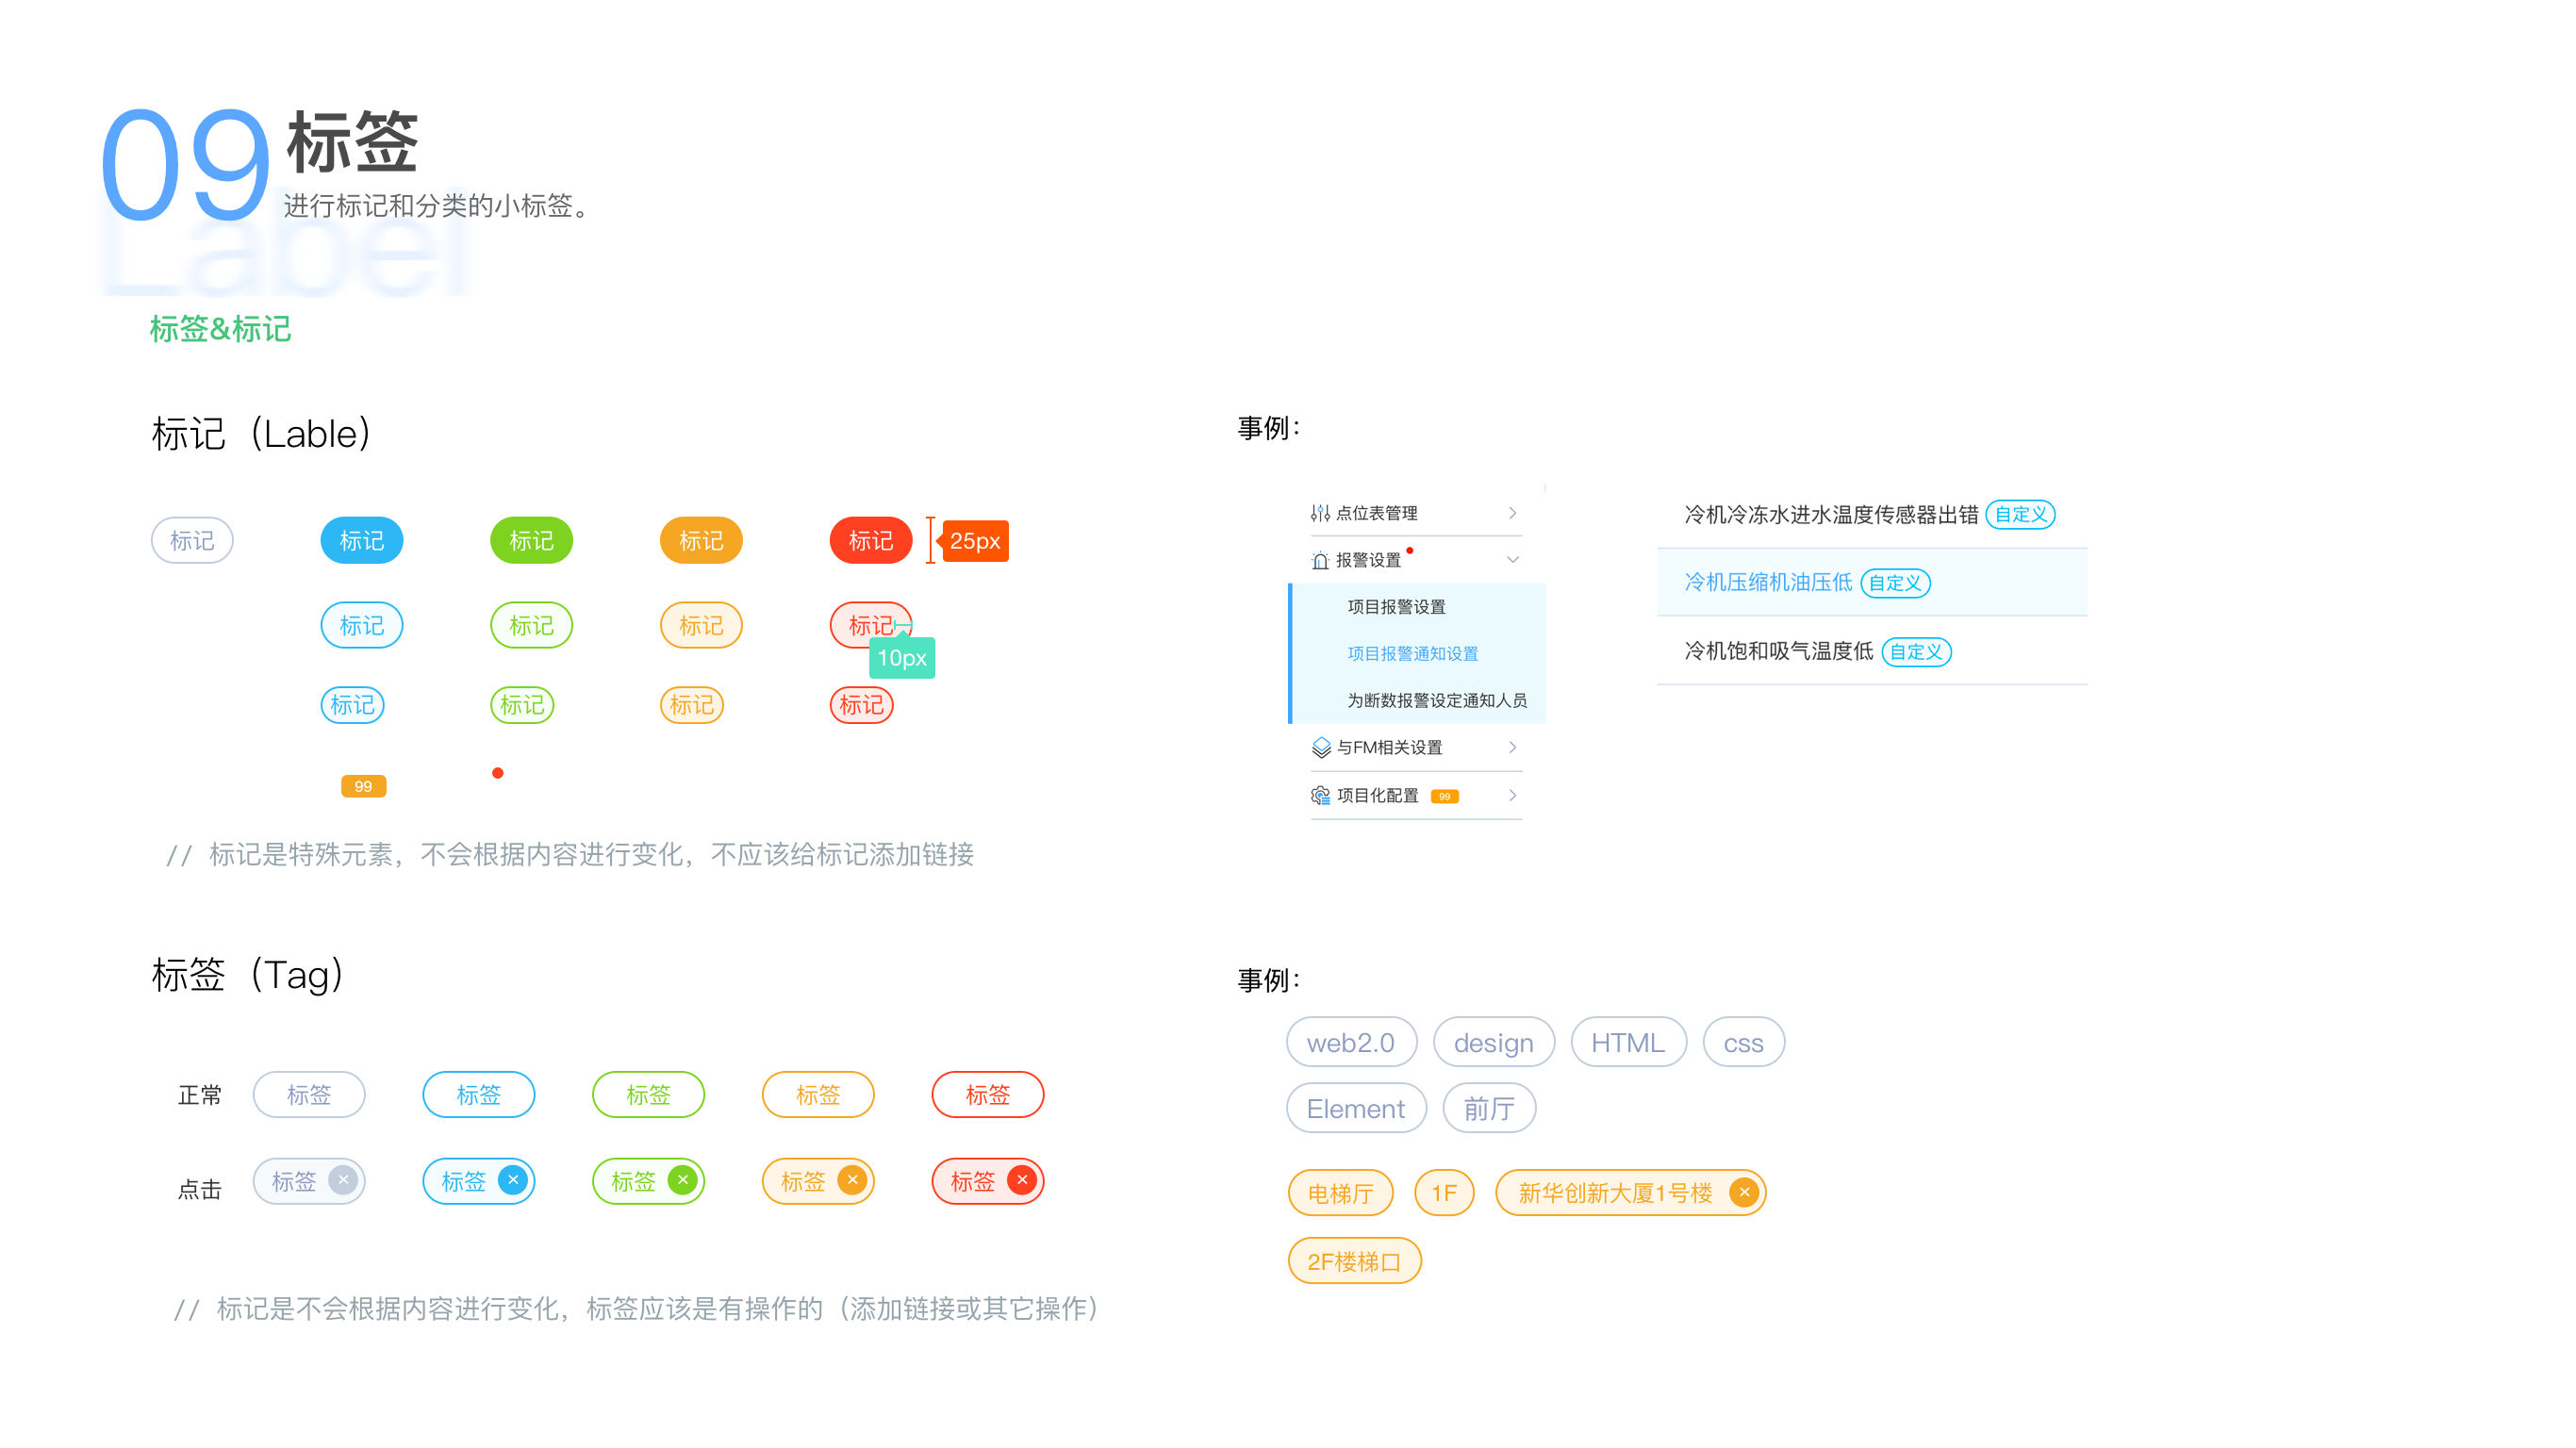 09
标签
进行标记和分类的小标签。
Label
标签&标记
标记（Lable）
标记 标记 标记 标记 标记 25px
标记 标记 标记 标记
10px
标记 标记 标记 标记
99
// 标记是特殊元素，不会根据内容进行变化，不应该给标记添加链接
事例：
点位表管理
报警设置
项目报警设置
项目报警通知设置
为断数报警设定通知人员
与FM相关设置
项目化配置 99
冷机冷冻水进水温度传感器出错 自定义
冷机压缩机油压低 自定义
冷机饱和吸气温度低 自定义
标签（Tag）
正常 标签 标签 标签 标签 标签
点击 标签 标签 标签 标签 标签
// 标记是不会根据内容进行变化，标签应该是有操作的（添加链接或其它操作）
事例：
web2.0 design HTML css
Element 前厅
电梯厅 1F 新华创新大厦1号楼
2F楼梯口